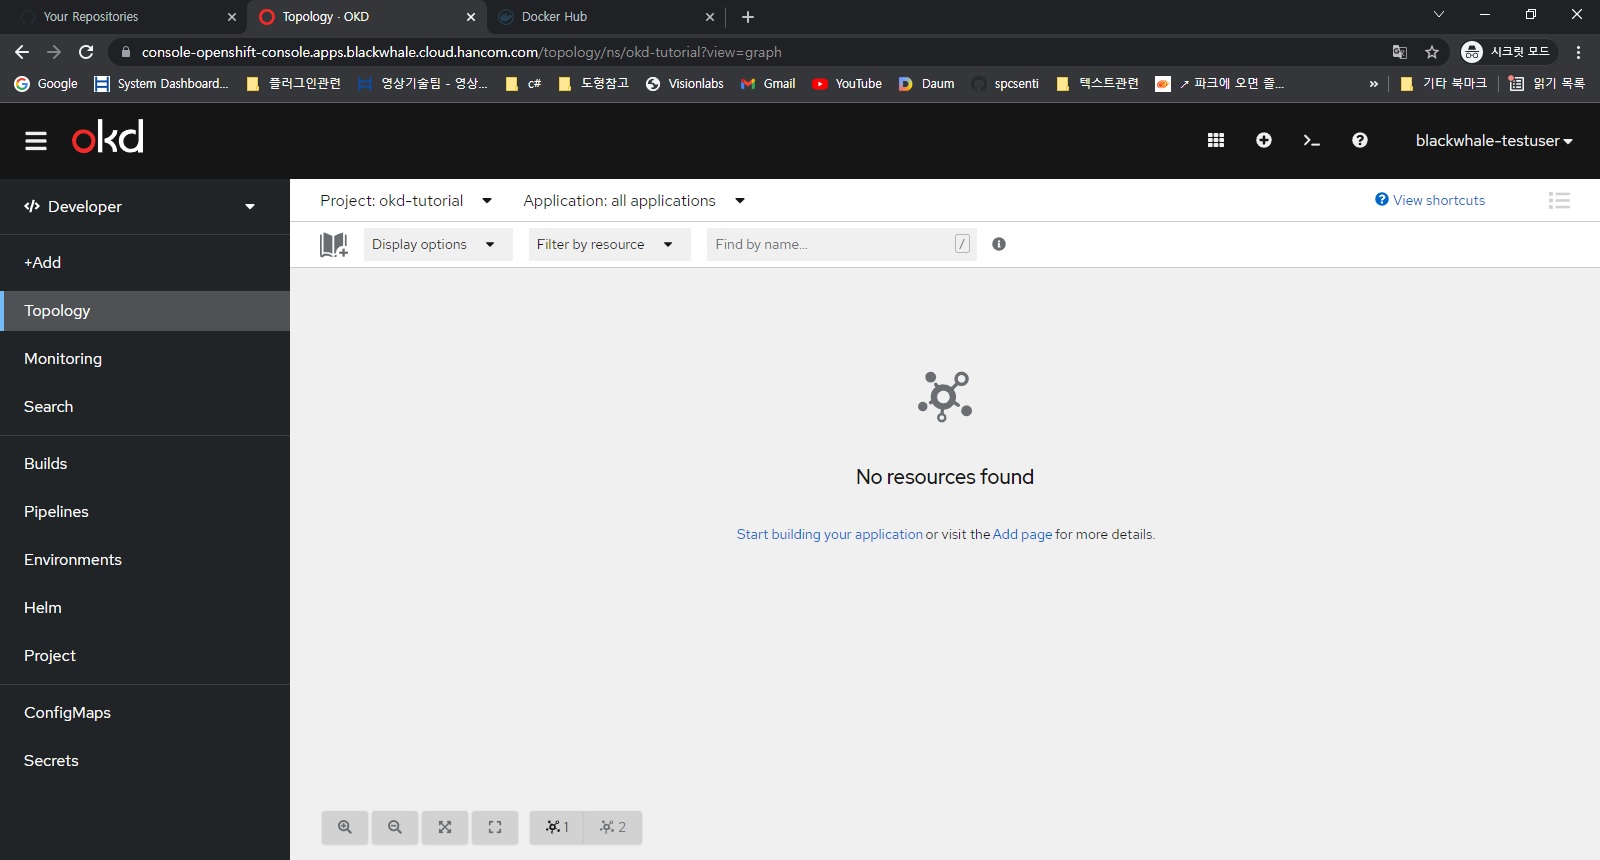 Your Repositories
Topology · OKD
Docker Hub
console-openshift-console.apps.blackwhale.cloud.hancom.com/topology/ns/okd-tutorial?view=graph
시크릿 모드
Google System Dashboard... 플러그인관련 영상기술팀 - 영상... c# 도형참고 Visionlabs Gmail YouTube Daum spcsenti 텍스트관련 ↗ 파크에 오면 즐... » 기타 북마크 읽기 목록
okd
blackwhale-testuser
Developer
+Add
Topology
Monitoring
Search
Builds
Pipelines
Environments
Helm
Project
ConfigMaps
Secrets
Project: okd-tutorial Application: all applications View shortcuts
Display options Filter by resource Find by name... /
No resources found
Start building your application or visit the Add page for more details.
1 2